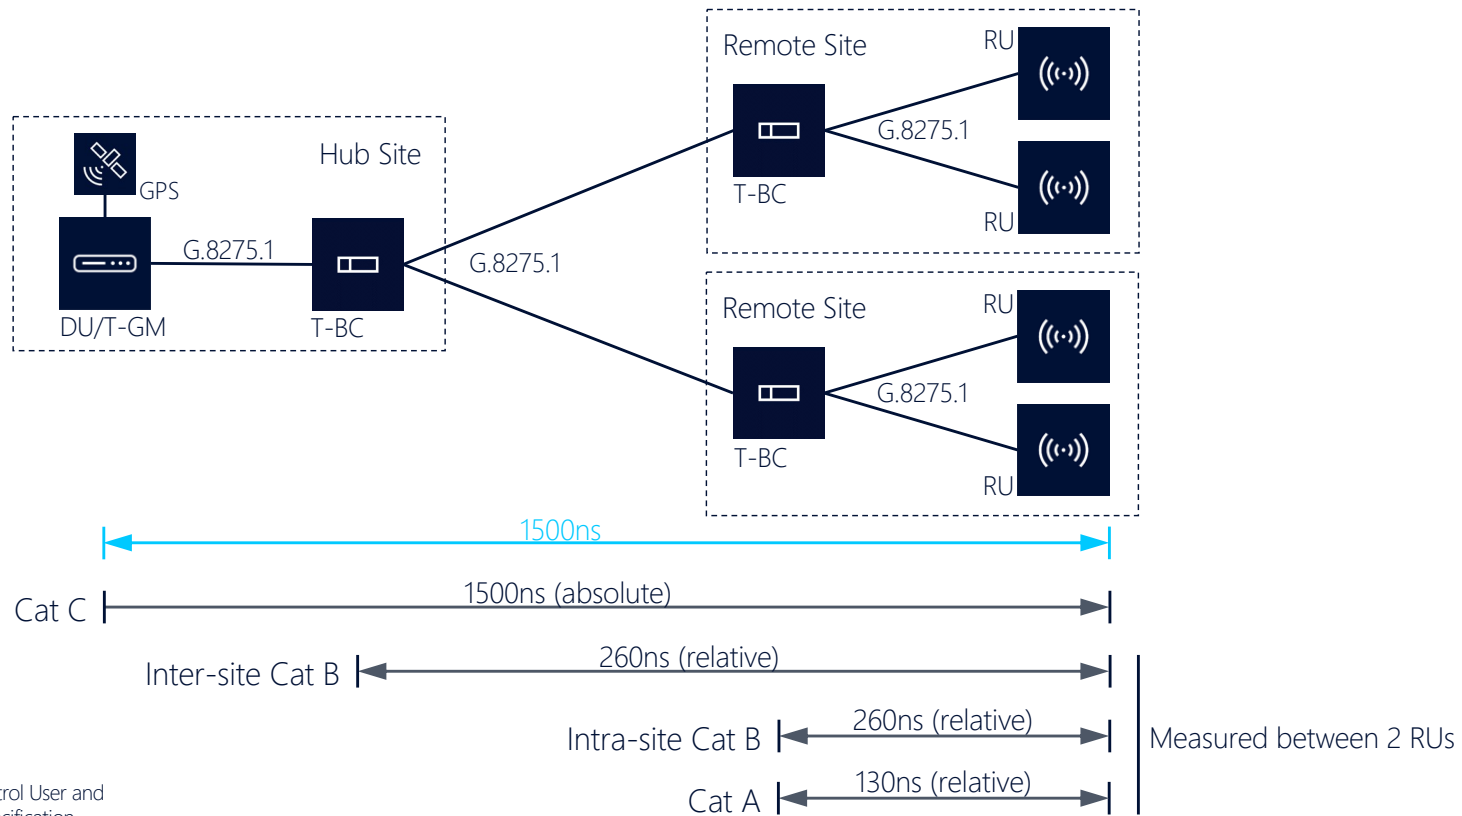 Remote Site
RU
G.8275.1
T-BC
RU
Hub Site
GPS
G.8275.1
DU/T-GM
T-BC
G.8275.1
Remote Site
RU
G.8275.1
T-BC
RU
1500ns
Cat C
1500ns (absolute)
Inter-site Cat B
260ns (relative)
Intra-site Cat B
260ns (relative)
Measured between 2 RUs
Cat A
130ns (relative)
User and